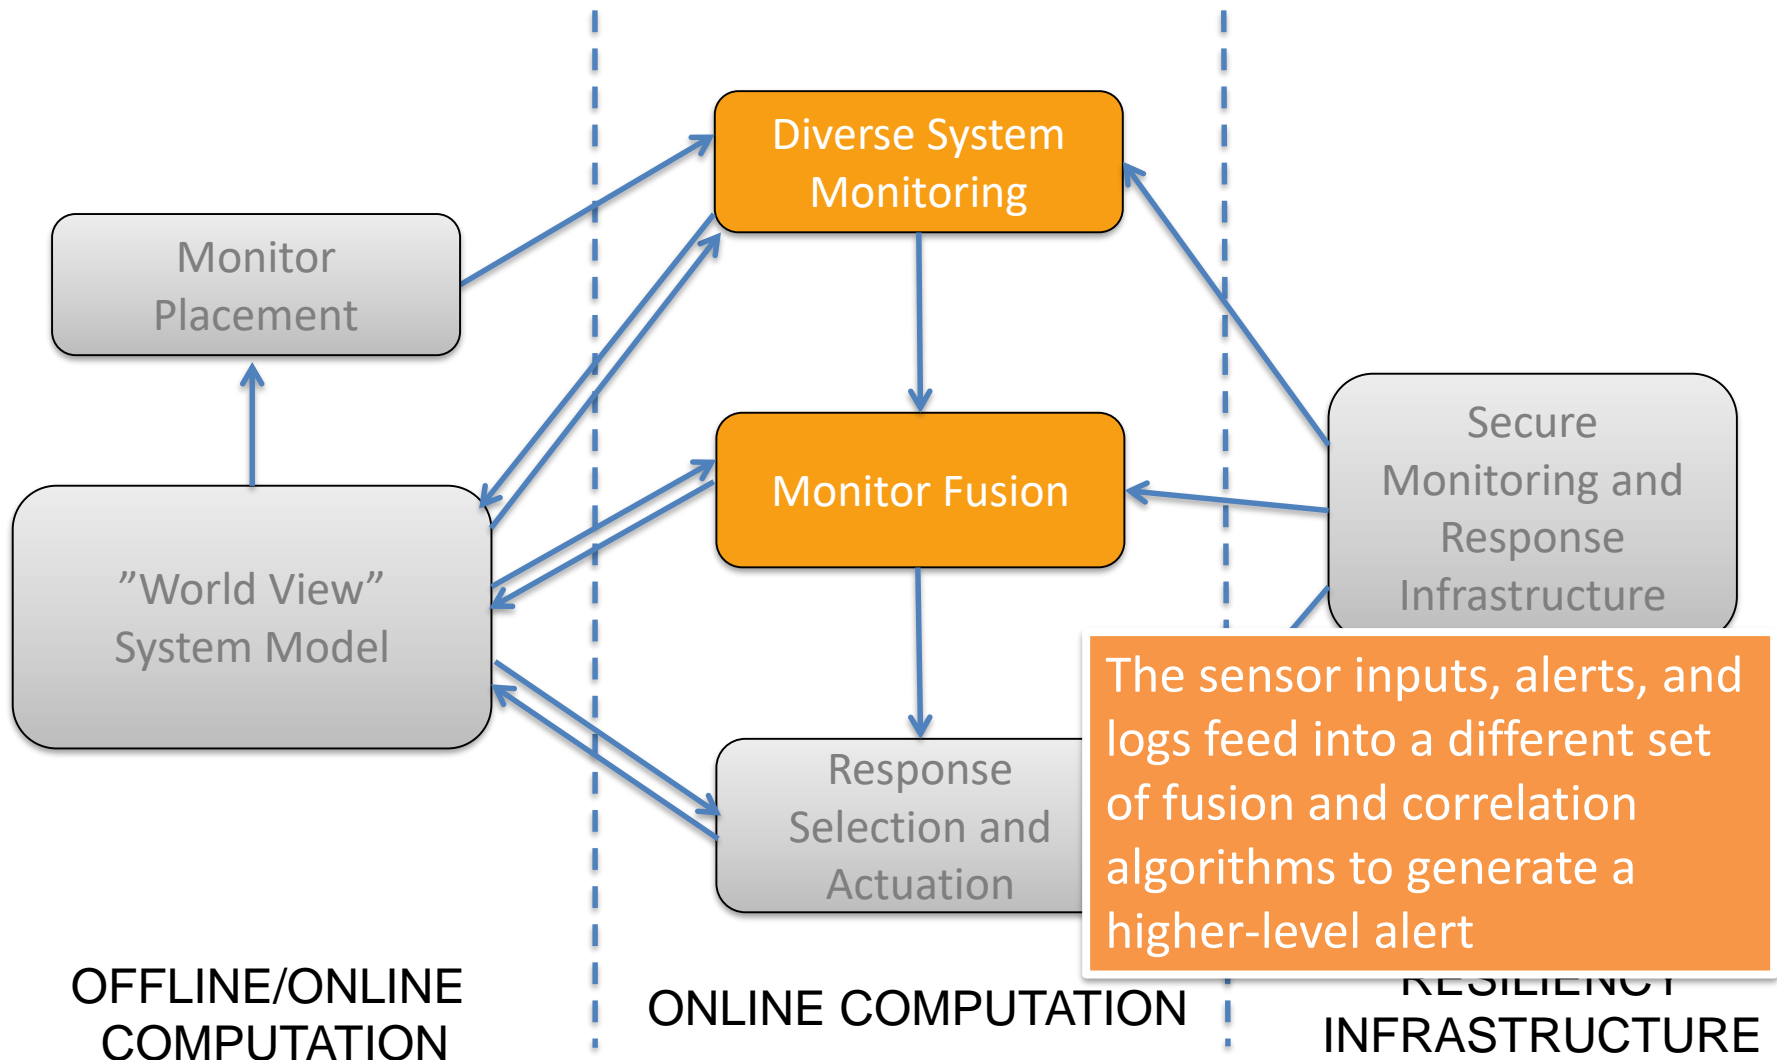 Diverse System
Monitoring
Monitor
Placement
Secure
Monitoring and
Response
Infrastructure
Monitor Fusion
”World View”
System Model
The sensor inputs, alerts, and
logs feed into a different set
of fusion and correlation
algorithms to generate a
higher-level alert
Response
Selection and
Actuation
OFFLINE/ONLINE
COMPUTATION
ONLINE COMPUTATION
RESILIENCY
INFRASTRUCTURE